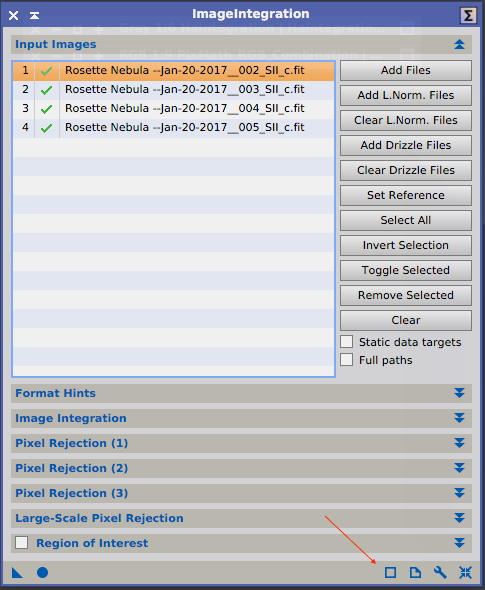 ImageIntegration
Input Images
1 Rosette Nebula --Jan-20-2017__002_SII_c.fit
2 Rosette Nebula --Jan-20-2017__003_SII_c.fit
3 Rosette Nebula --Jan-20-2017__004_SII_c.fit
4 Rosette Nebula --Jan-20-2017__005_SII_c.fit
Add Files
Add L.Norm. Files
Clear L.Norm. Files
Add Drizzle Files
Clear Drizzle Files
Set Reference
Select All
Invert Selection
Toggle Selected
Remove Selected
Clear
Static data targets
Full paths
Format Hints
Image Integration
Pixel Rejection (1)
Pixel Rejection (2)
Pixel Rejection (3)
Large-Scale Pixel Rejection
Region of Interest